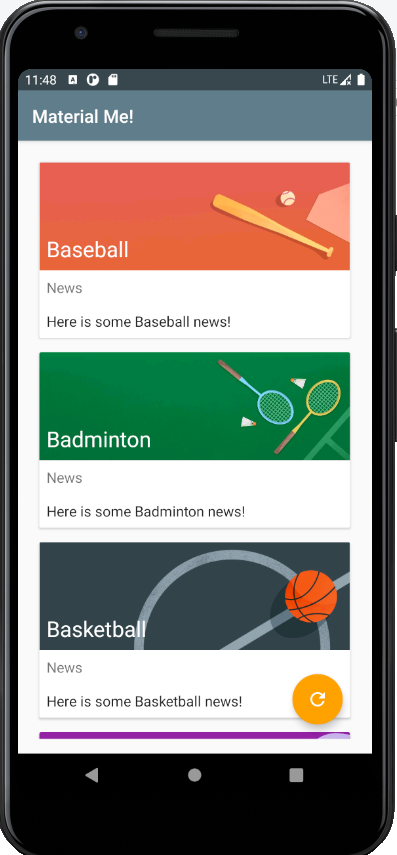 11:48 A LTE
Material Me!
Baseball
News
Here is some Baseball news!
Badminton
News
Here is some Badminton news!
Basketball
News
Here is some Basketball news!